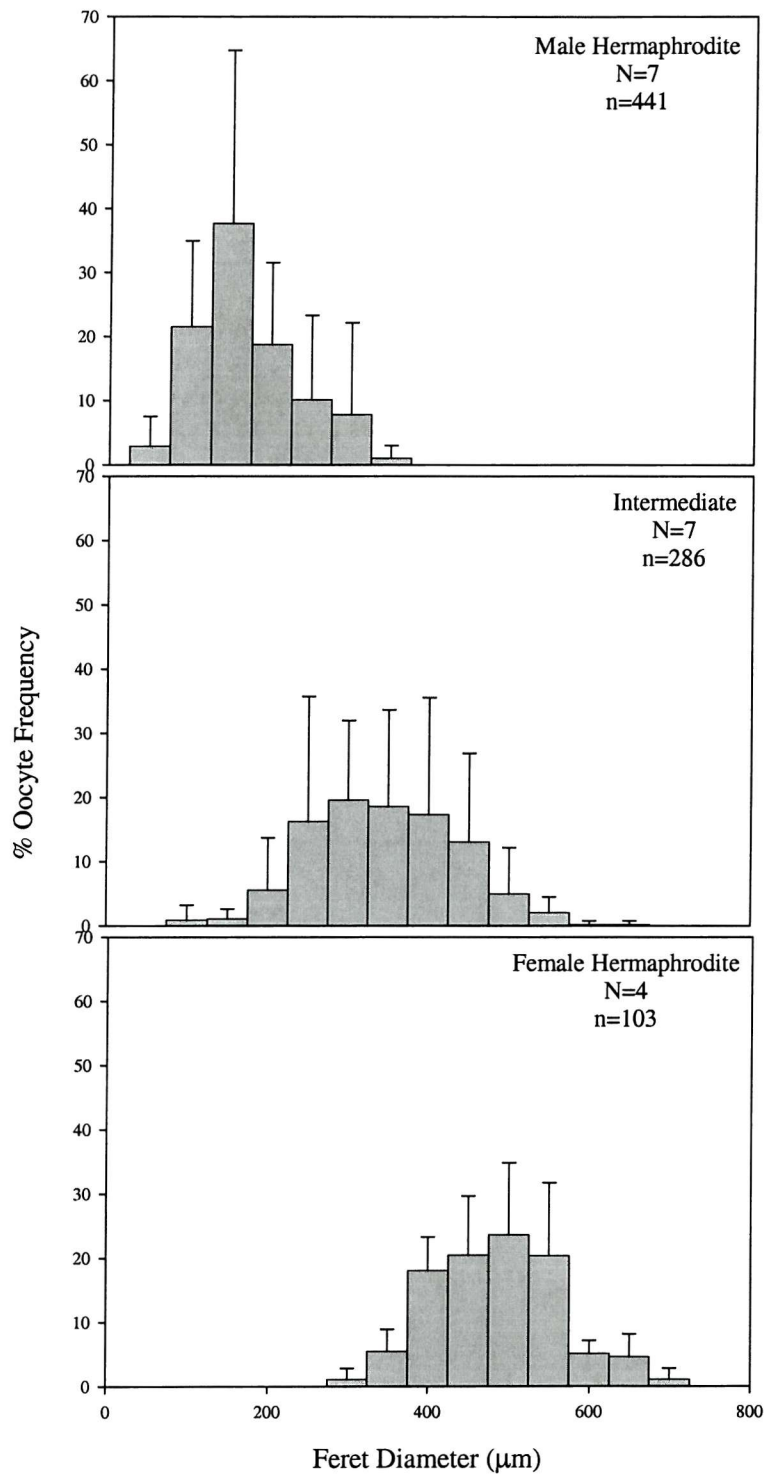 70
60
50
40
30
20
10
0
Male Hermaphrodite
N=7
n=441
70
60
50
40
30
20
10
0
Intermediate
N=7
n=286
70
60
50
40
30
20
10
0
Female Hermaphrodite
N=4
n=103
% Oocyte Frequency
0 200 400 600 800
Feret Diameter (μm)